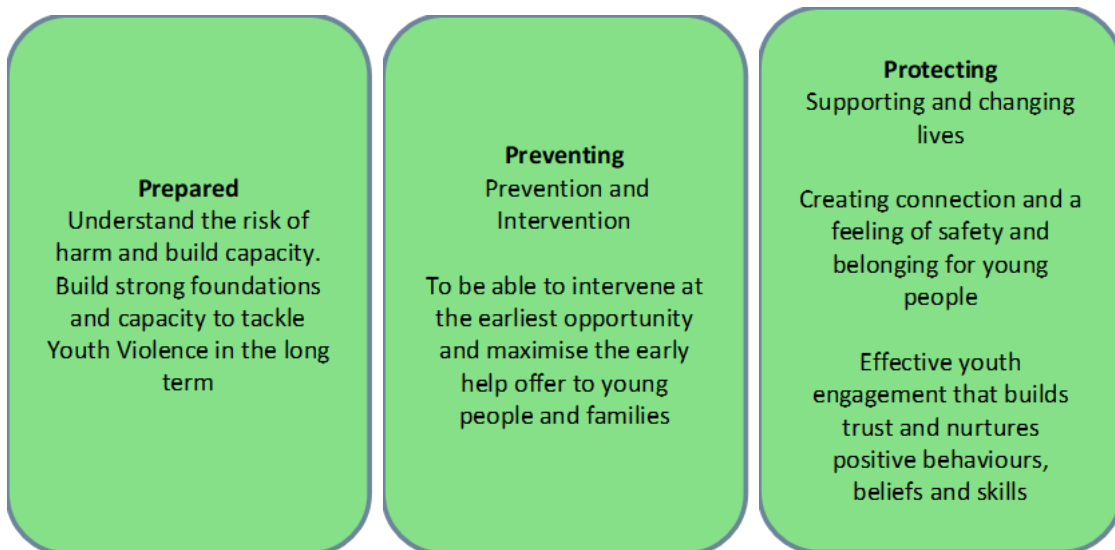 Prepared
Understand the risk of
harm and build capacity.
Build strong foundations
and capacity to tackle
Youth Violence in the long
term
Preventing
Prevention and
Intervention
To be able to intervene at
the earliest opportunity
and maximise the early
help offer to young
people and families
Protecting
Supporting and changing
lives
Creating connection and a
feeling of safety and
belonging for young
people
Effective youth
engagement that builds
trust and nurtures
positive behaviours,
beliefs and skills